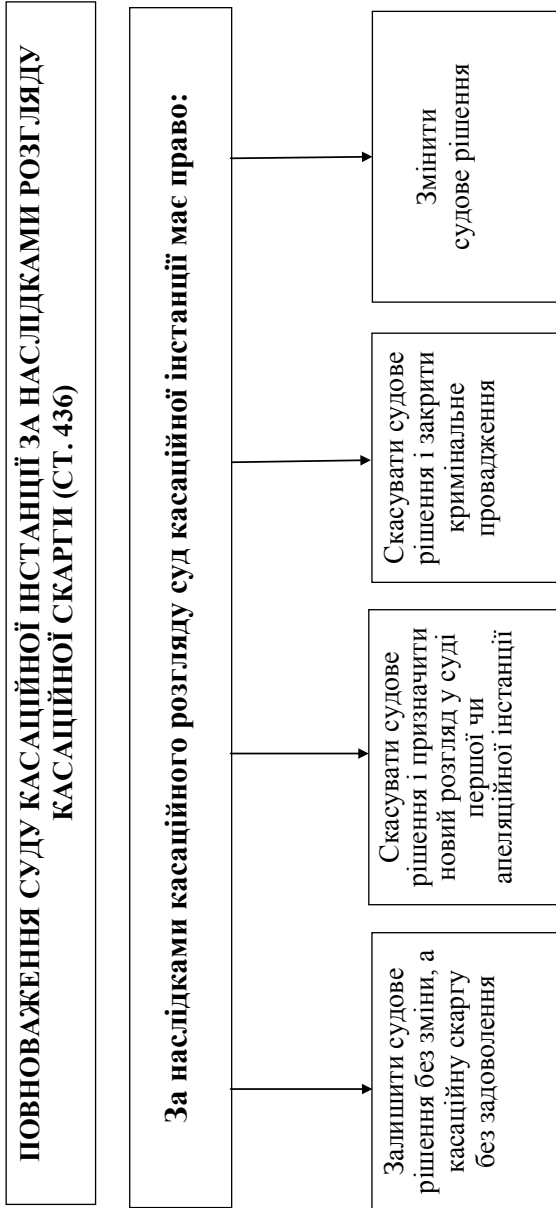 ПОВНОВАЖЕННЯ СУДУ КАСАЦІЙНОЇ ІНСТАНЦІЇ ЗА НАСЛІДКАМИ РОЗГЛЯДУ
КАСАЦІЙНОЇ СКАРГИ (СТ. 436)
За наслідками касаційного розгляду суд касаційної інстанції має право:
Залишити судове
рішення без зміни, а
касаційну скаргу
без задоволення
Скасувати судове
рішення і призначити
новий розгляд у суді
першої чи
апеляційної інстанції
Скасувати судове
рішення і закрити
кримінальне
провадження
Змінити
судове рішення